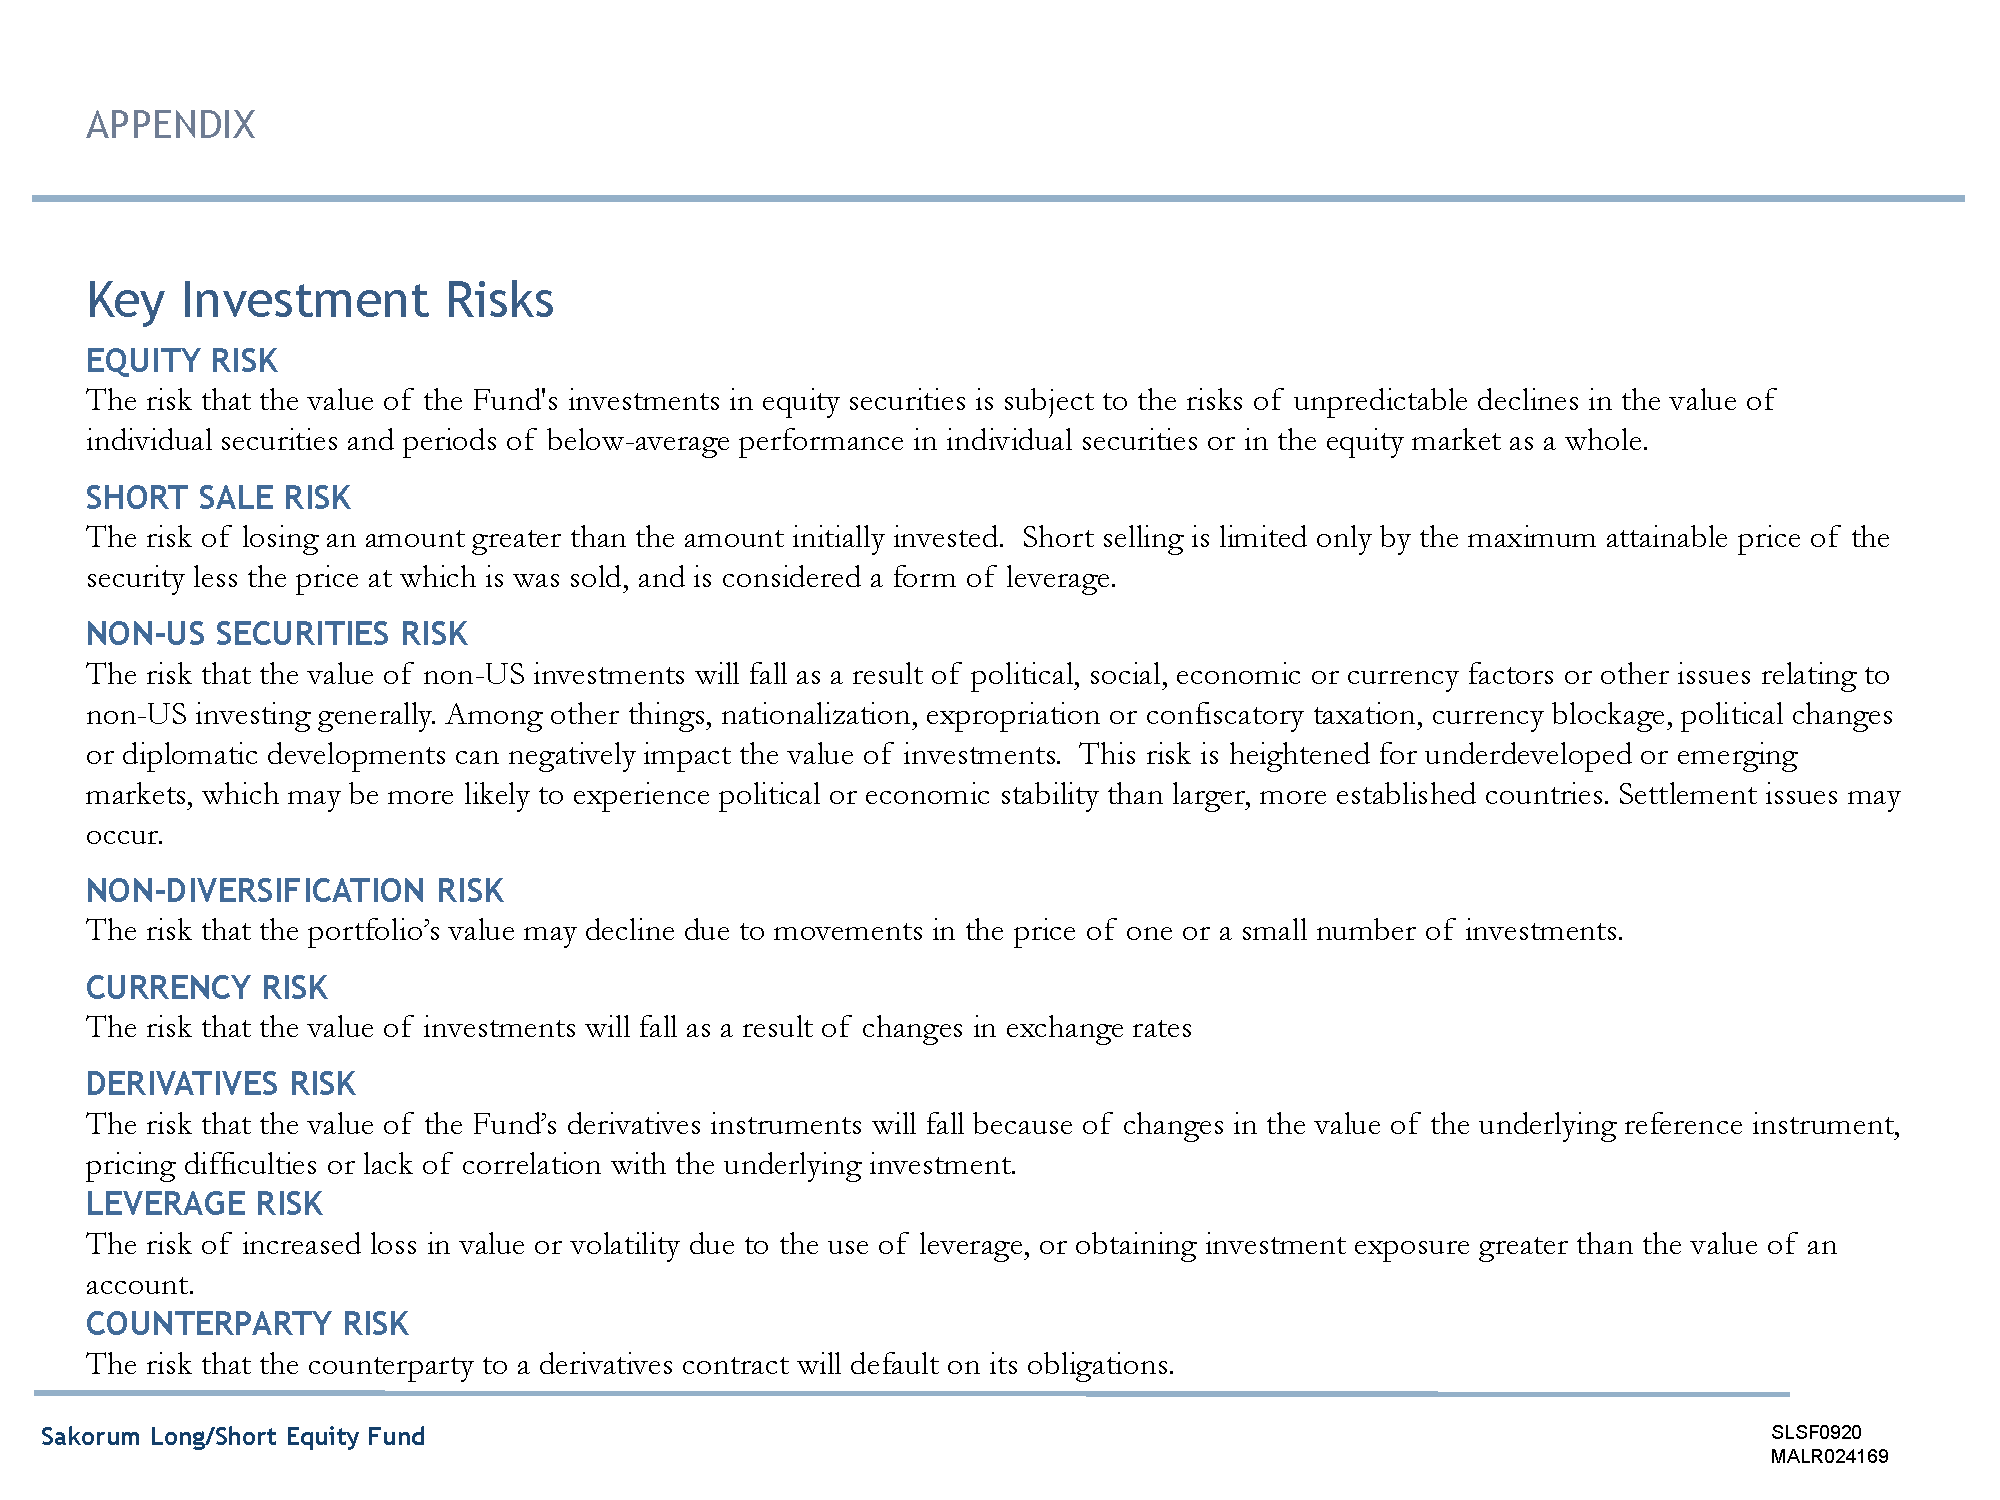 APPENDIX
Key Investment Risks
EQUITY RISK
The risk that the value of the Fund's investments in equity securities is subject to the risks of unpredictable declines in the value of
individual securities and periods of below-average performance in individual securities or in the equity market as a whole.
SHORT SALE RISK
The risk of losing an amount greater than the amount initially invested.  Short selling is limited only by the maximum attainable price of the
security less the price at which is was sold, and is considered a form of leverage.
NON-US SECURITIES RISK
The risk that the value of non-US investments will fall as a result of political, social, economic or currency factors or other issues relating to
non-US investing generally. Among other things, nationalization, expropriation or confiscatory taxation, currency blockage, political changes
or diplomatic developments can negatively impact the value of investments.  This risk is heightened for underdeveloped or emerging
markets, which may be more likely to experience political or economic stability than larger, more established countries. Settlement issues may
occur.
NON-DIVERSIFICATION RISK
The risk that the portfolio’s value may decline due to movements in the price of one or a small number of investments.
CURRENCY RISK
The risk that the value of investments will fall as a result of changes in exchange rates
DERIVATIVES RISK
The risk that the value of the Fund’s derivatives instruments will fall because of changes in the value of the underlying reference instrument,
pricing difficulties or lack of correlation with the underlying investment.
LEVERAGE RISK
The risk of increased loss in value or volatility due to the use of leverage, or obtaining investment exposure greater than the value of an
account.
COUNTERPARTY RISK
The risk that the counterparty to a derivatives contract will default on its obligations.
Sakorum Long/Short Equity Fund
SLSF0920
MALR024169